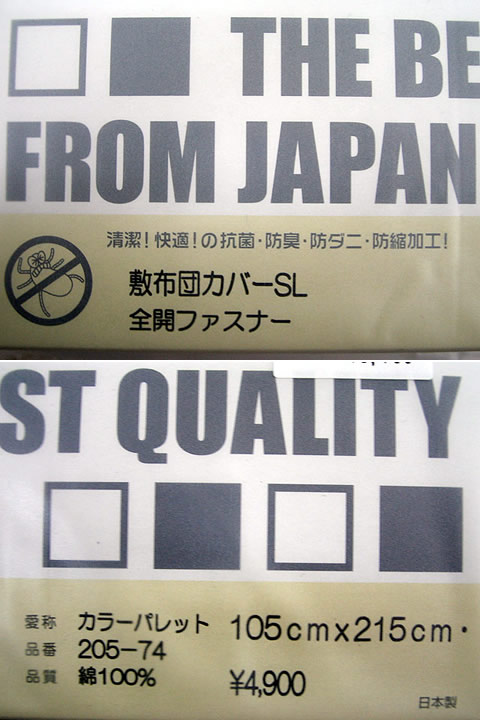 THE BE
FROM JAPAN
清潔!快適!の抗菌・防臭・防ダニ・防縮加工!
敷布団カバーSL
全開ファスナー
ST QUALITY
愛称 カラーパレット 105cmx215cm・
品番 205-74
品質 綿100% ¥4,900
日本製